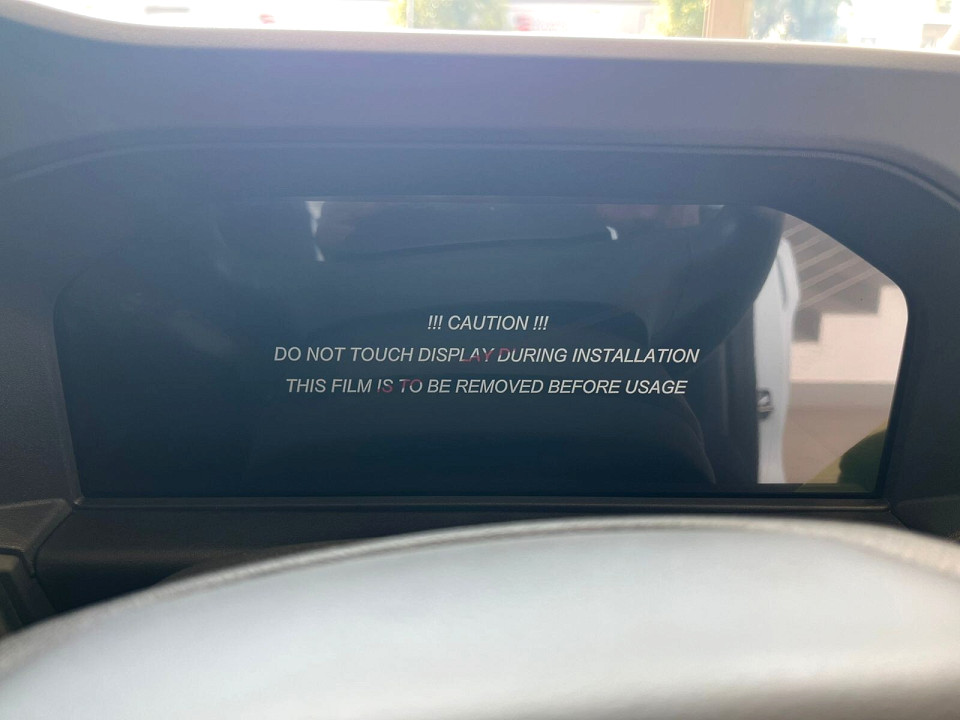 !!! CAUTION !!!
DO NOT TOUCH DISPLAY DURING INSTALLATION
THIS FILM IS TO BE REMOVED BEFORE USAGE